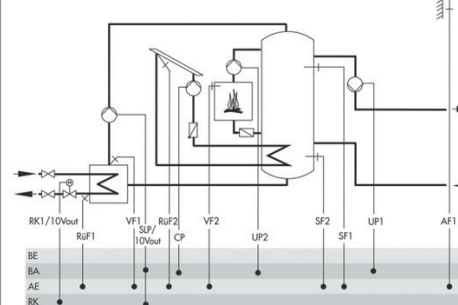 RK1/10Vout VF1 RüF2 VF2 SF2 UP1 AF1
SLP/
10Vout
RüF1 CP UP2 SF1
BE
BA
AE
RK